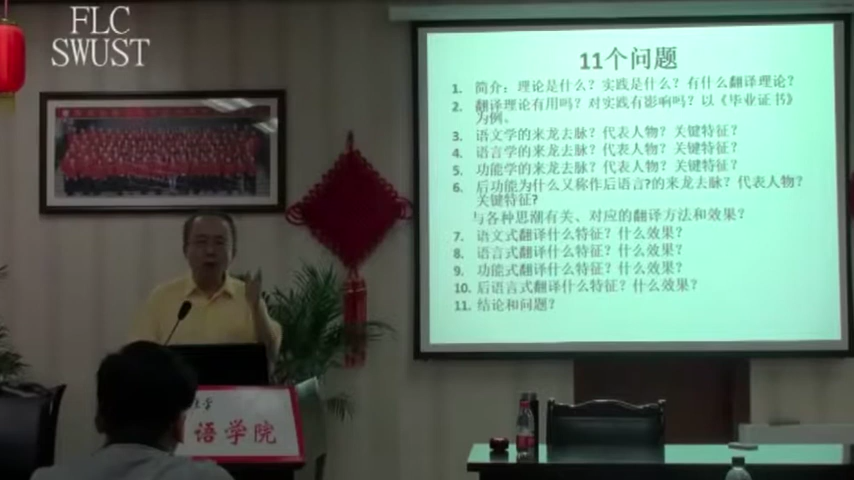 FLC
SWUST
11个问题
1. 简介：理论是什么？实践是什么？有什么翻译理论？
2. 翻译理论有用吗？对实践有影响吗？以《毕业证书》
为例。
3. 语文学的来龙去脉？代表人物？关键特征？
4. 语言学的来龙去脉？代表人物？关键特征？
5. 功能学的来龙去脉？代表人物？关键特征？
6. 后功能为什么又称作后语言?的来龙去脉？代表人物？
关键特征?
与各种思潮有关、对应的翻译方法和效果？
7. 语文式翻译什么特征？什么效果？
8. 语言式翻译什么特征？什么效果？
9. 功能式翻译什么特征？什么效果？
10. 后语言式翻译什么特征？什么效果？
11. 结论和问题？
语学院